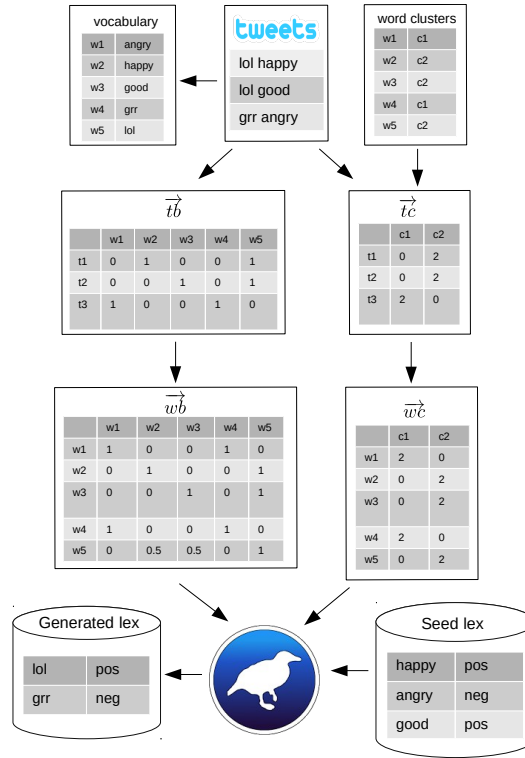 vocabulary
w1 angry
w2 happy
w3 good
w4 grr
w5 lol
tweets
lol happy
lol good
grr angry
word clusters
w1 c1
w2 c2
w3 c2
w4 c1
w5 c2
tb
w1 w2 w3 w4 w5
t1 0 1 0 0 1
t2 0 0 1 0 1
t3 1 0 0 1 0
tc
c1 c2
t1 0 2
t2 0 2
t3 2 0
wb
w1 w2 w3 w4 w5
w1 1 0 0 1 0
w2 0 1 0 0 1
w3 0 0 1 0 1
w4 1 0 0 1 0
w5 0 0.5 0.5 0 1
wc
c1 c2
w1 2 0
w2 0 2
w3 0 2
w4 2 0
w5 0 2
Generated lex
lol pos
grr neg
Seed lex
happy pos
angry neg
good pos